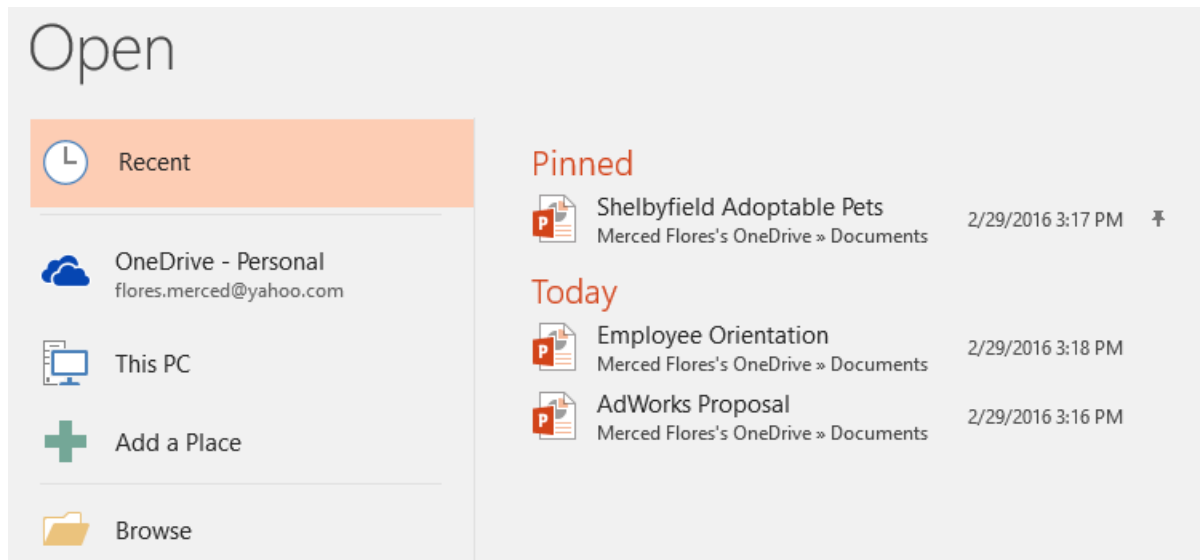 Open
Recent
OneDrive - Personal
flores.merced@yahoo.com
This PC
Add a Place
Browse
Pinned
Shelbyfield Adoptable Pets
Merced Flores's OneDrive » Documents
2/29/2016 3:17 PM
Today
Employee Orientation
Merced Flores's OneDrive » Documents
2/29/2016 3:18 PM
AdWorks Proposal
Merced Flores's OneDrive » Documents
2/29/2016 3:16 PM